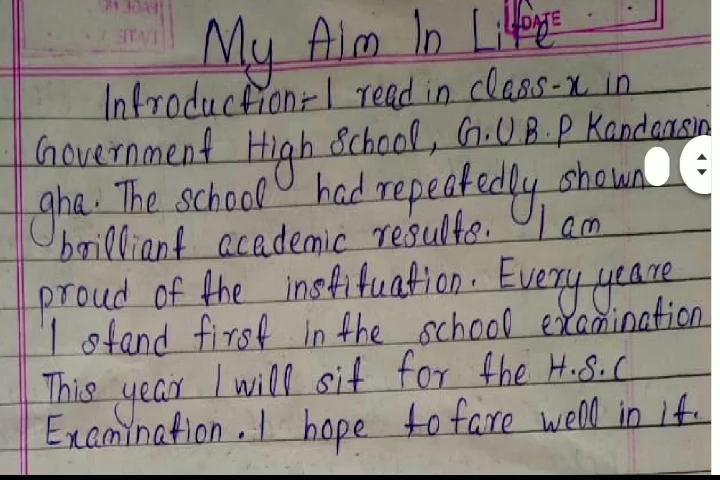 DATE
My Aim In Life
Introduction:- I read in class-x in
Government High School, G.U.B.P Kandarsin
gha. The school had repeatedly shown
brilliant academic results. I am
proud of the instituation. Every yeare
I stand first in the school examination
This year I will sit for the H.S.C
Examination. I hope to fare well in it.